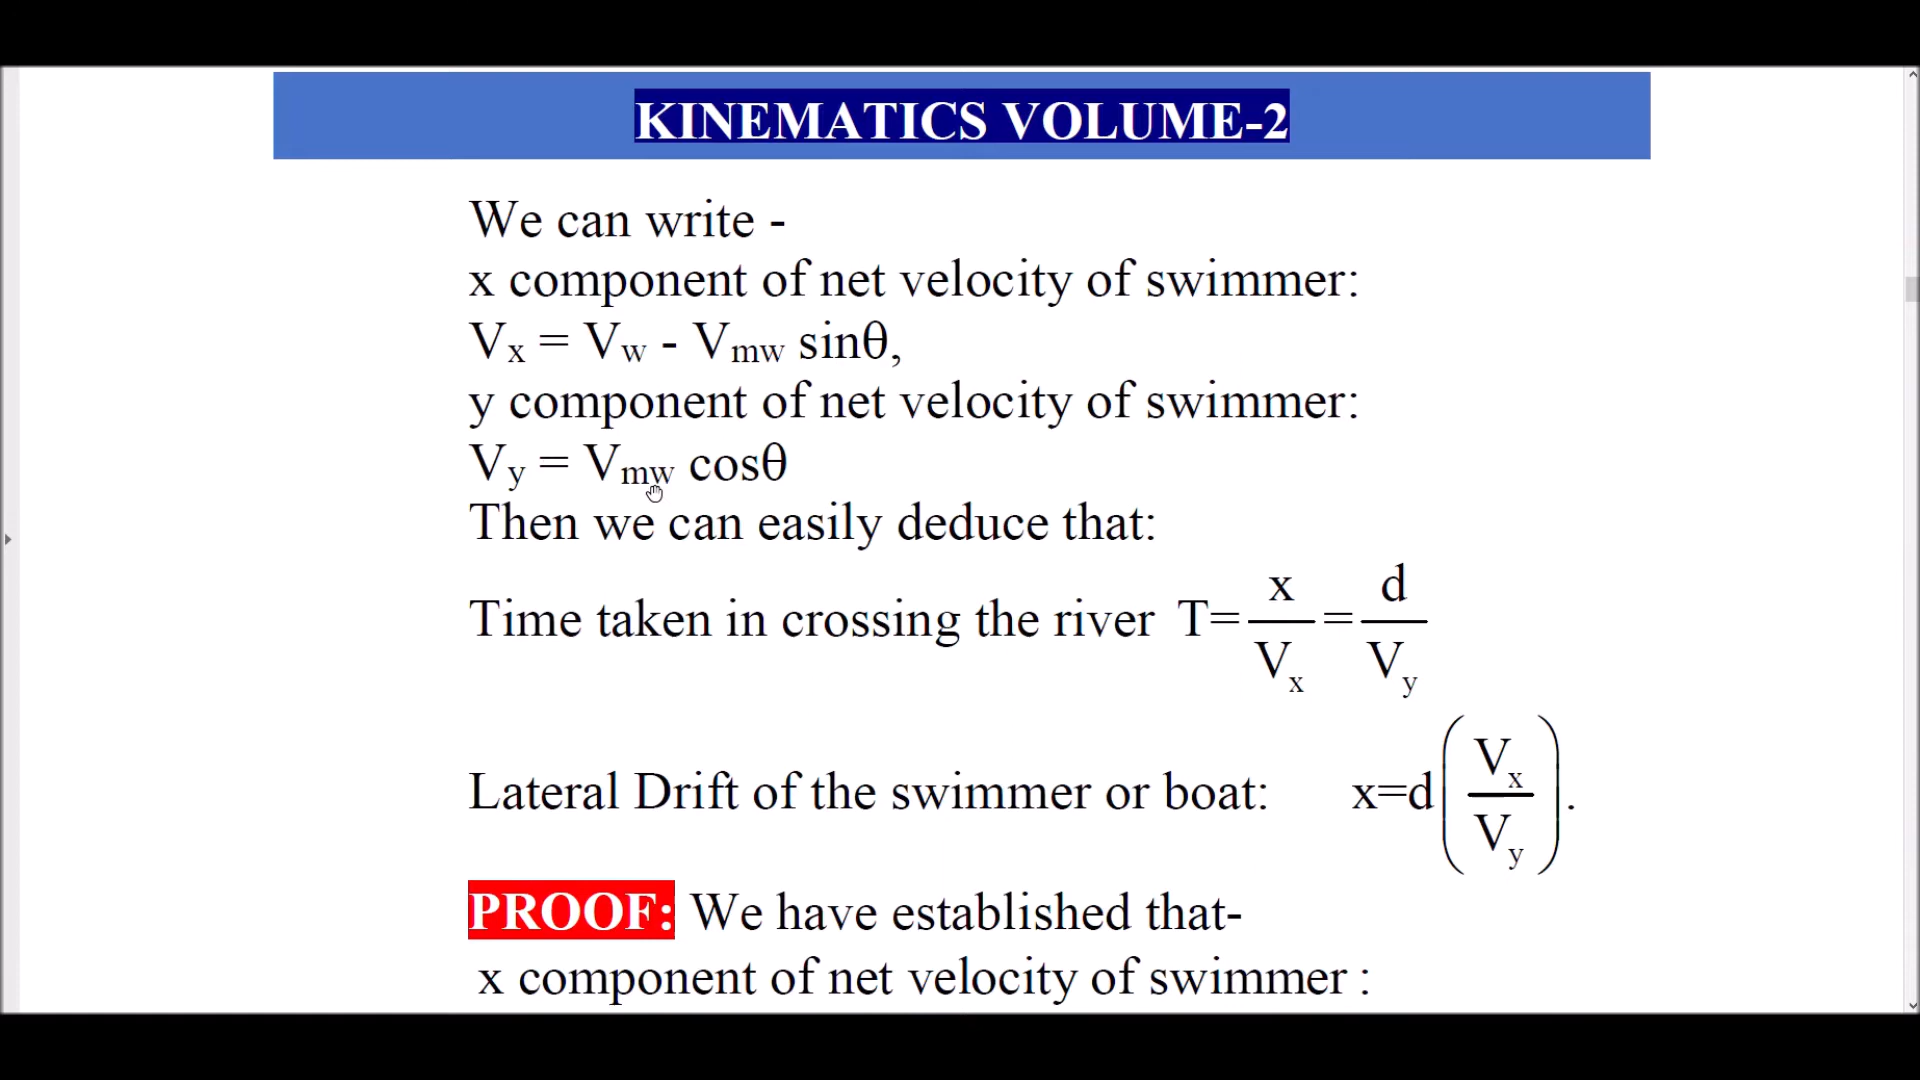 KINEMATICS VOLUME-2
We can write -
x component of net velocity of swimmer:
Vx = Vw - Vmw sinθ,
y component of net velocity of swimmer:
Vy = Vmw cosθ
Then we can easily deduce that:
Time taken in crossing the river T= x/Vx = d/Vy
Lateral Drift of the swimmer or boat: x=d(Vx/Vy).
PROOF: We have established that-
x component of net velocity of swimmer :